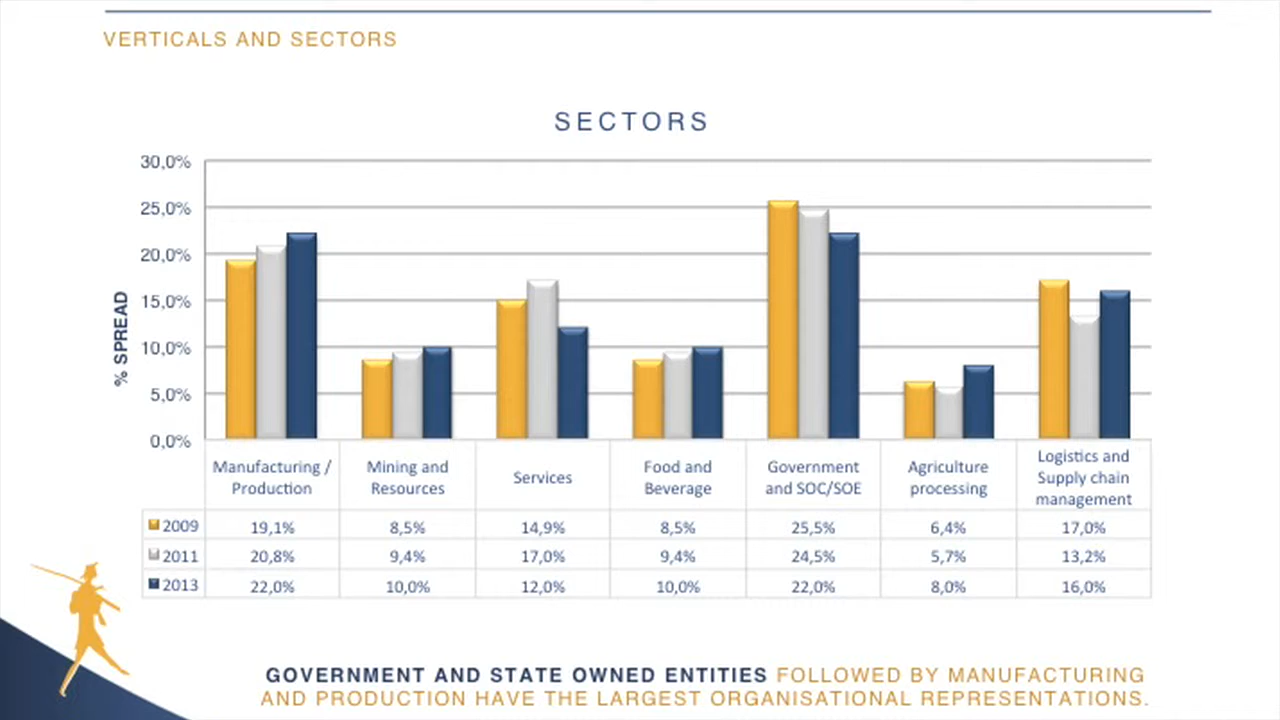 VERTICALS AND SECTORS
SECTORS
30,0%
25,0%
20,0%
15,0%
10,0%
5,0%
0,0%
% SPREAD
Manufacturing / Production
Mining and Resources
Services
Food and Beverage
Government and SOC/SOE
Agriculture processing
Logistics and Supply chain management
2009 19,1% 8,5% 14,9% 8,5% 25,5% 6,4% 17,0%
2011 20,8% 9,4% 17,0% 9,4% 24,5% 5,7% 13,2%
2013 22,0% 10,0% 12,0% 10,0% 22,0% 8,0% 16,0%
GOVERNMENT AND STATE OWNED ENTITIES FOLLOWED BY MANUFACTURING
AND PRODUCTION HAVE THE LARGEST ORGANISATIONAL REPRESENTATIONS.